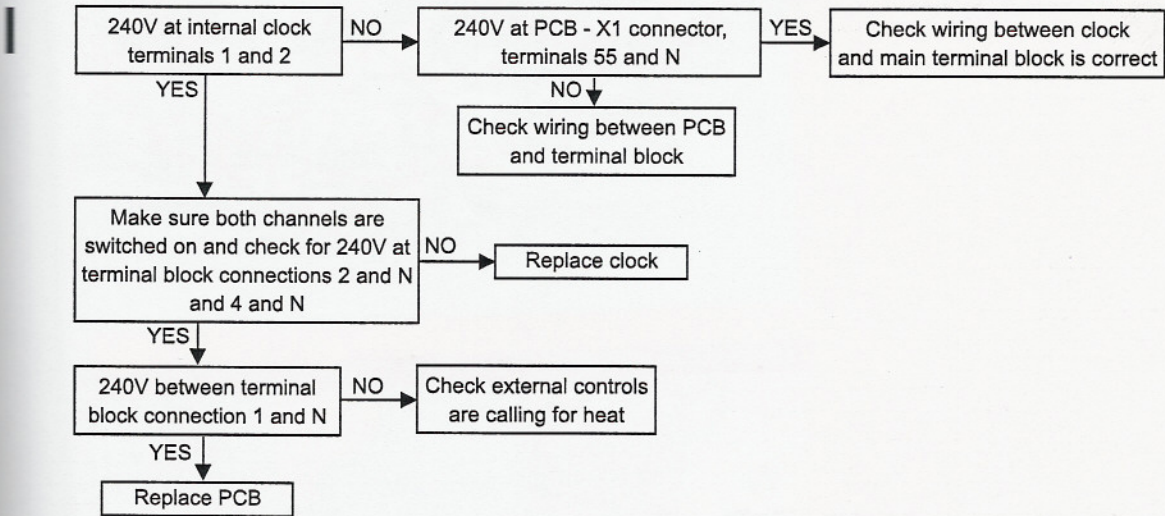 240V at internal clock
terminals 1 and 2
NO
240V at PCB - X1 connector,
terminals 55 and N
YES
Check wiring between clock
and main terminal block is correct
YES
NO
Check wiring between PCB
and terminal block
Make sure both channels are
switched on and check for 240V at
terminal block connections 2 and N
and 4 and N
NO
Replace clock
YES
240V between terminal
block connection 1 and N
NO
Check external controls
are calling for heat
YES
Replace PCB